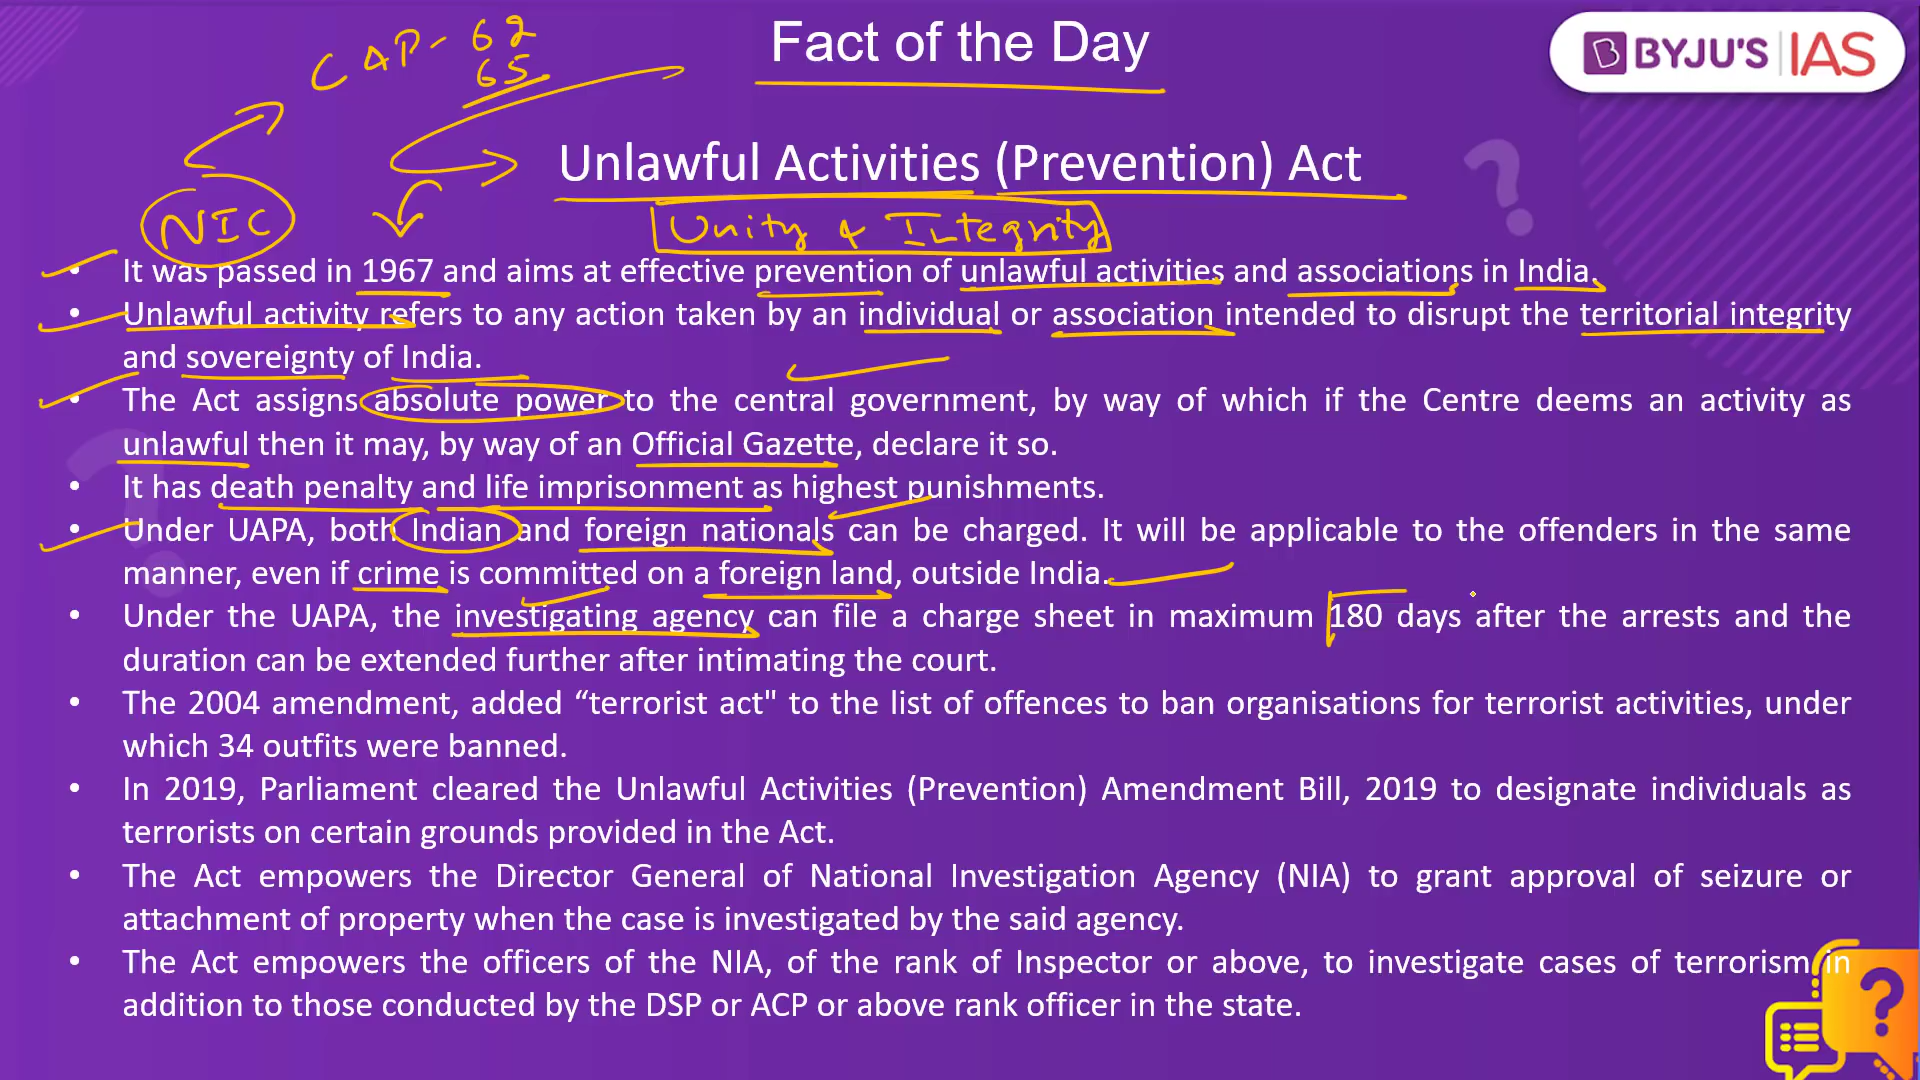 CAP - 62
65
Fact of the Day
BYJU'S IAS
Unlawful Activities (Prevention) Act
NIC
Unity & Integrity
• It was passed in 1967 and aims at effective prevention of unlawful activities and associations in India.
• Unlawful activity refers to any action taken by an individual or association intended to disrupt the territorial integrity
and sovereignty of India.
• The Act assigns absolute power to the central government, by way of which if the Centre deems an activity as
unlawful then it may, by way of an Official Gazette, declare it so.
• It has death penalty and life imprisonment as highest punishments.
• Under UAPA, both Indian and foreign nationals can be charged. It will be applicable to the offenders in the same
manner, even if crime is committed on a foreign land, outside India.
• Under the UAPA, the investigating agency can file a charge sheet in maximum 180 days after the arrests and the
duration can be extended further after intimating the court.
• The 2004 amendment, added “terrorist act" to the list of offences to ban organisations for terrorist activities, under
which 34 outfits were banned.
• In 2019, Parliament cleared the Unlawful Activities (Prevention) Amendment Bill, 2019 to designate individuals as
terrorists on certain grounds provided in the Act.
• The Act empowers the Director General of National Investigation Agency (NIA) to grant approval of seizure or
attachment of property when the case is investigated by the said agency.
• The Act empowers the officers of the NIA, of the rank of Inspector or above, to investigate cases of terrorism in
addition to those conducted by the DSP or ACP or above rank officer in the state.